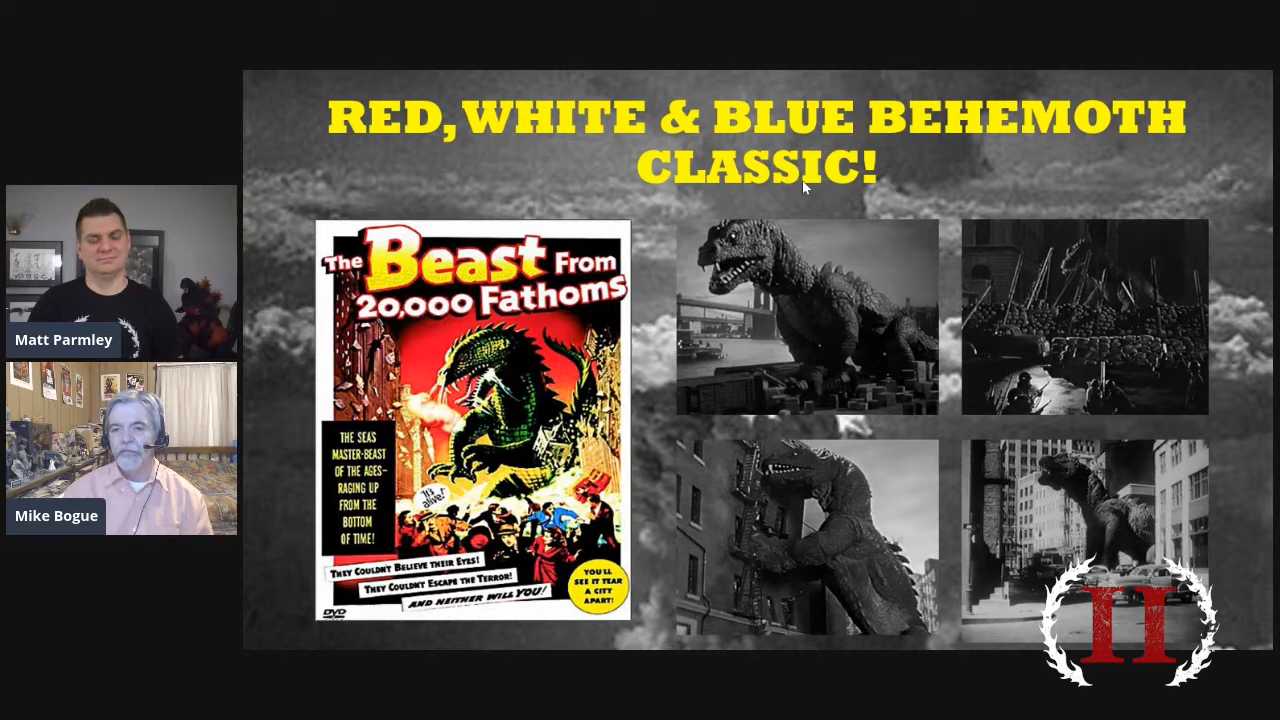 RED, WHITE & BLUE BEHEMOTH
CLASSIC!
The Beast From
20,000 Fathoms
THE SEAS
MASTER-BEAST
OF THE AGES–
RAGING UP
FROM THE
BOTTOM
OF TIME!
"It's
alive!"
THEY COULDN'T BELIEVE THEIR EYES!
THEY COULDN'T ESCAPE THE TERROR!
AND NEITHER WILL YOU!
YOU'LL
SEE IT TEAR
A CITY
APART!
DVD
Matt Parmley
Mike Bogue
II